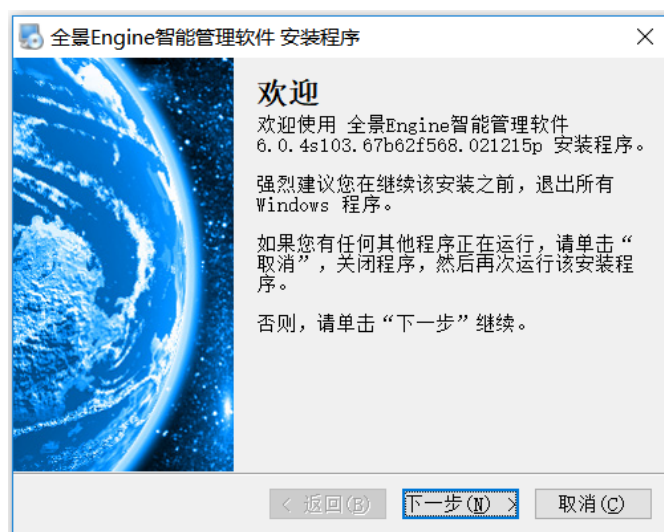 全景Engine智能管理软件 安装程序
欢迎
欢迎使用 全景Engine智能管理软件
6.0.4s103.67b62f568.021215p 安装程序。
强烈建议您在继续该安装之前，退出所有
Windows 程序。
如果您有任何其他程序正在运行，请单击“
取消”，关闭程序，然后再次运行该安装程
序。
否则，请单击“下一步”继续。
< 返回(B)
下一步(N) >
取消(C)